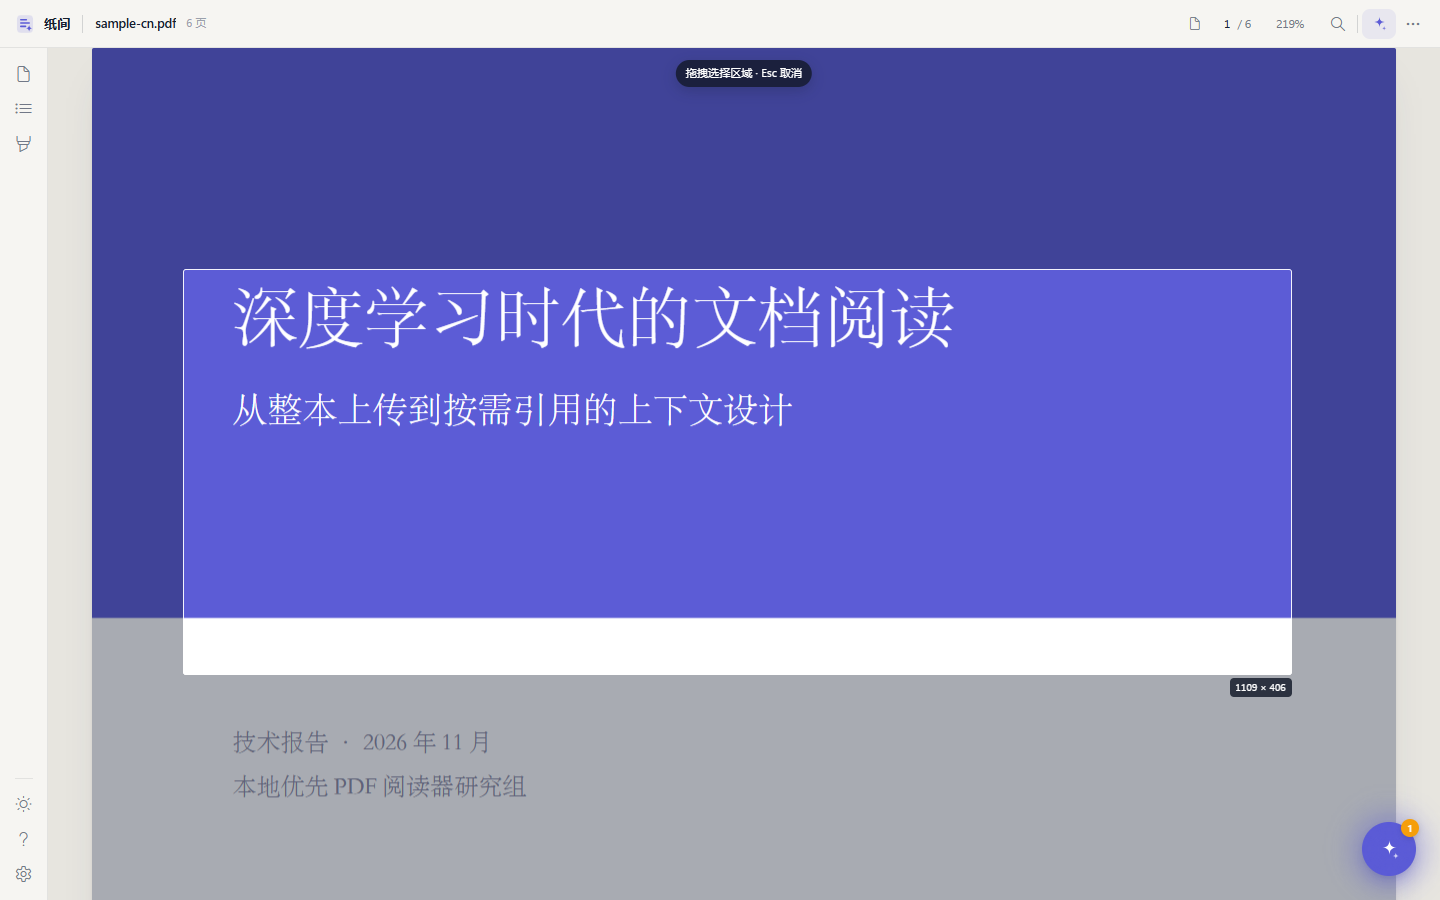 纸间 sample-cn.pdf 6 页 1 / 6 219%
拖拽选择区域 · Esc 取消
深度学习时代的文档阅读
从整本上传到按需引用的上下文设计
1109 × 406
技术报告 · 2026 年 11 月
本地优先 PDF 阅读器研究组
1